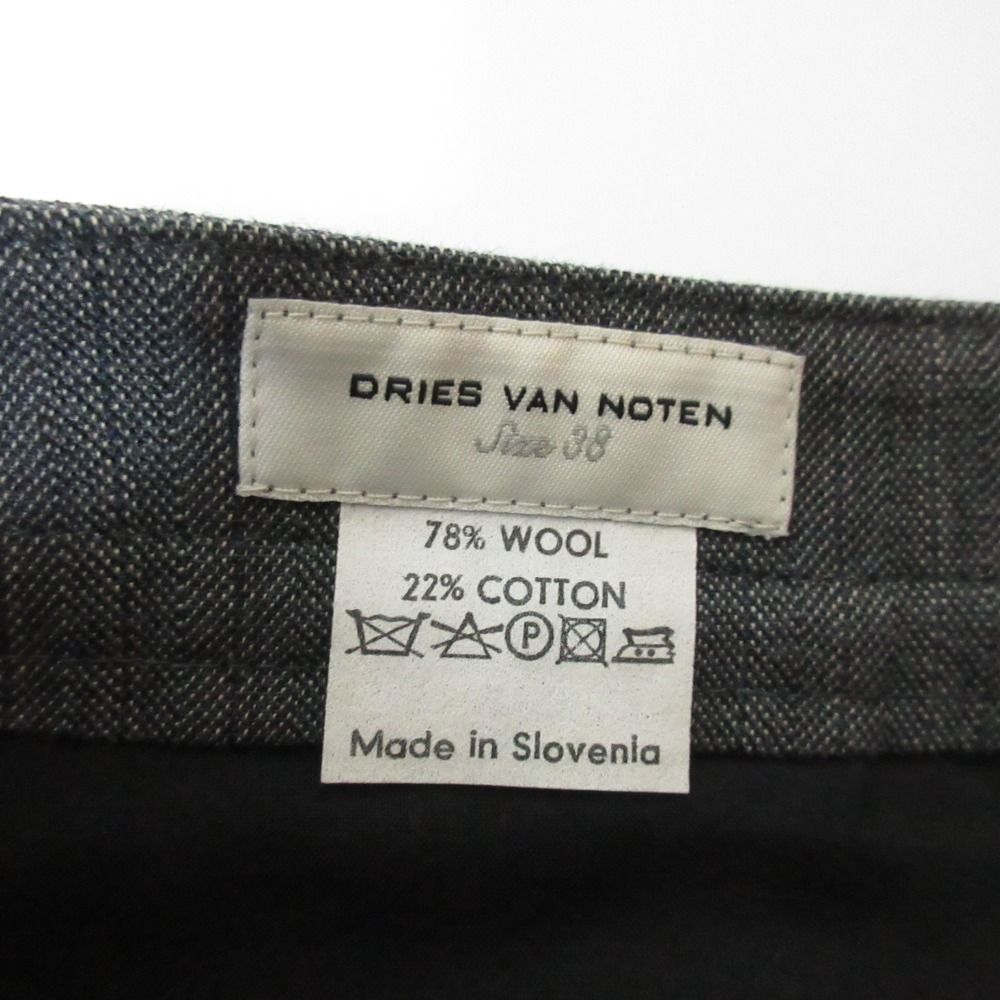 DRIES VAN NOTEN
Size 38
78% WOOL
22% COTTON
P
Made in Slovenia